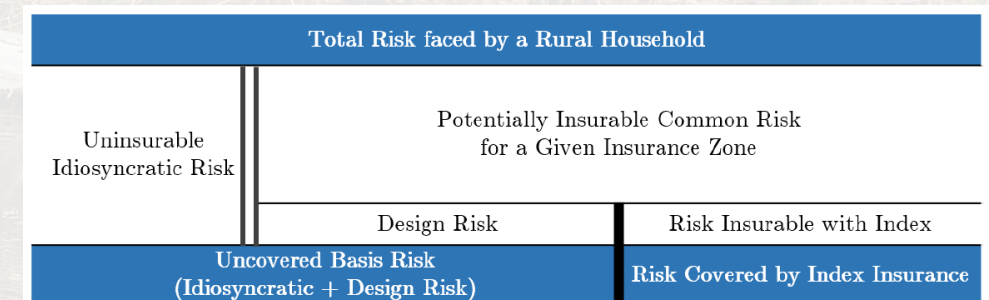 Total Risk faced by a Rural Household
Uninsurable
Idiosyncratic Risk
Potentially Insurable Common Risk
for a Given Insurance Zone
Design Risk
Risk Insurable with Index
Uncovered Basis Risk
(Idiosyncratic + Design Risk)
Risk Covered by Index Insurance